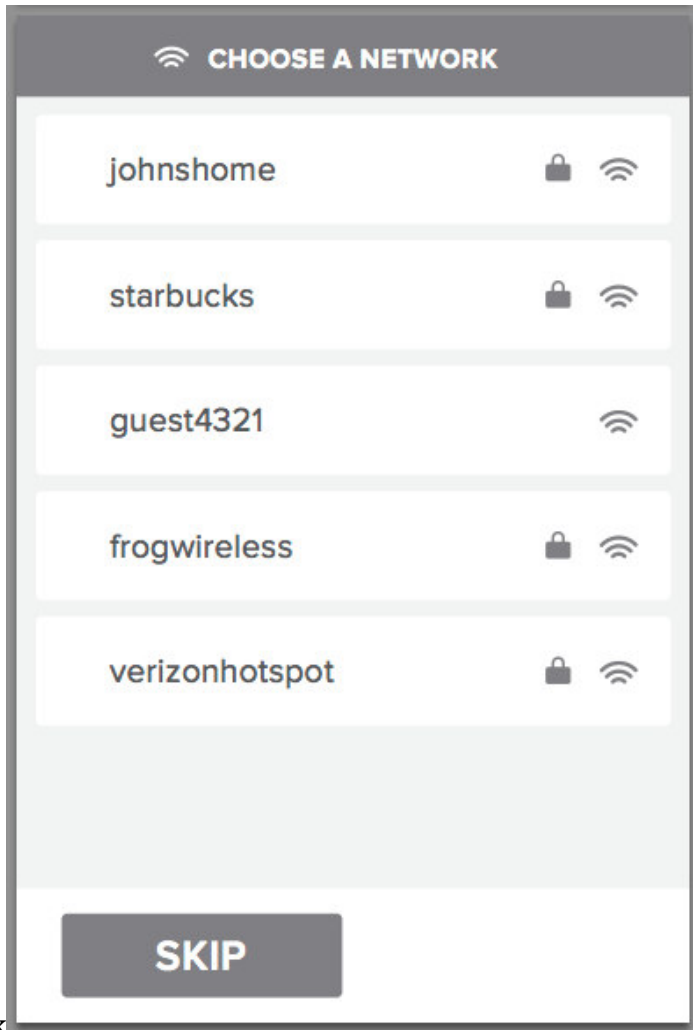 CHOOSE A NETWORK
johnshome
starbucks
guest4321
frogwireless
verizonhotspot
SKIP